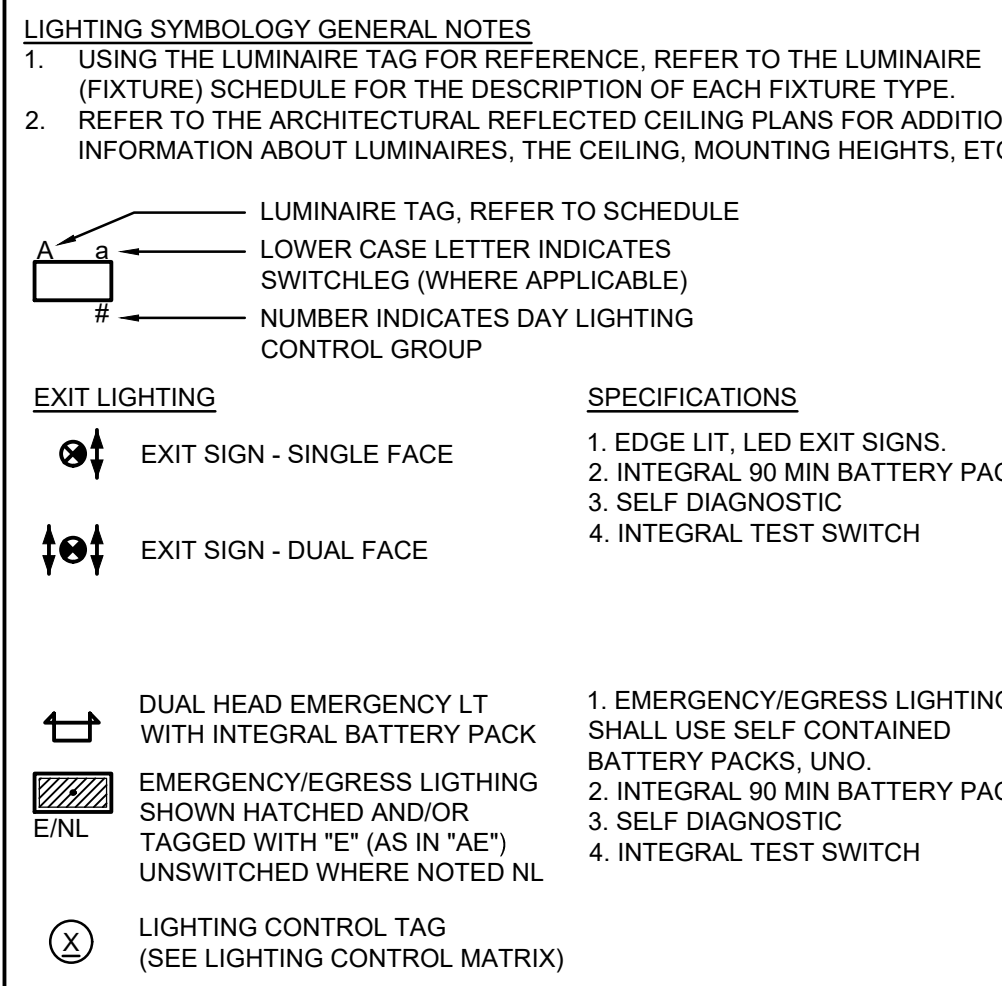 LIGHTING SYMBOLOGY GENERAL NOTES
1. USING THE LUMINAIRE TAG FOR REFERENCE, REFER TO THE LUMINAIRE
(FIXTURE) SCHEDULE FOR THE DESCRIPTION OF EACH FIXTURE TYPE.
2. REFER TO THE ARCHITECTURAL REFLECTED CEILING PLANS FOR ADDITIO
INFORMATION ABOUT LUMINAIRES, THE CEILING, MOUNTING HEIGHTS, ETC
LUMINAIRE TAG, REFER TO SCHEDULE
A a
LOWER CASE LETTER INDICATES
SWITCHLEG (WHERE APPLICABLE)
#
NUMBER INDICATES DAY LIGHTING
CONTROL GROUP
EXIT LIGHTING
EXIT SIGN - SINGLE FACE
EXIT SIGN - DUAL FACE
SPECIFICATIONS
1. EDGE LIT, LED EXIT SIGNS.
2. INTEGRAL 90 MIN BATTERY PAC
3. SELF DIAGNOSTIC
4. INTEGRAL TEST SWITCH
DUAL HEAD EMERGENCY LT
WITH INTEGRAL BATTERY PACK
E/NL
EMERGENCY/EGRESS LIGTHING
SHOWN HATCHED AND/OR
TAGGED WITH "E" (AS IN "AE")
UNSWITCHED WHERE NOTED NL
1. EMERGENCY/EGRESS LIGHTING
SHALL USE SELF CONTAINED
BATTERY PACKS, UNO.
2. INTEGRAL 90 MIN BATTERY PAC
3. SELF DIAGNOSTIC
4. INTEGRAL TEST SWITCH
X
LIGHTING CONTROL TAG
(SEE LIGHTING CONTROL MATRIX)